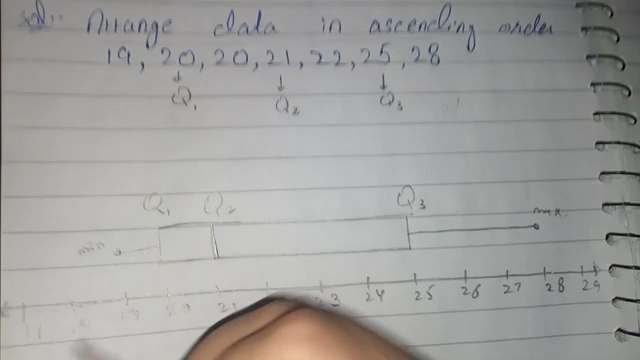 Sol:- Arrange data in ascending order
19, 20, 20, 21, 22, 25, 28
Q1 Q2 Q3
Q1 Q2 Q3
min max
18 19 20 21 23 24 25 26 27 28 29